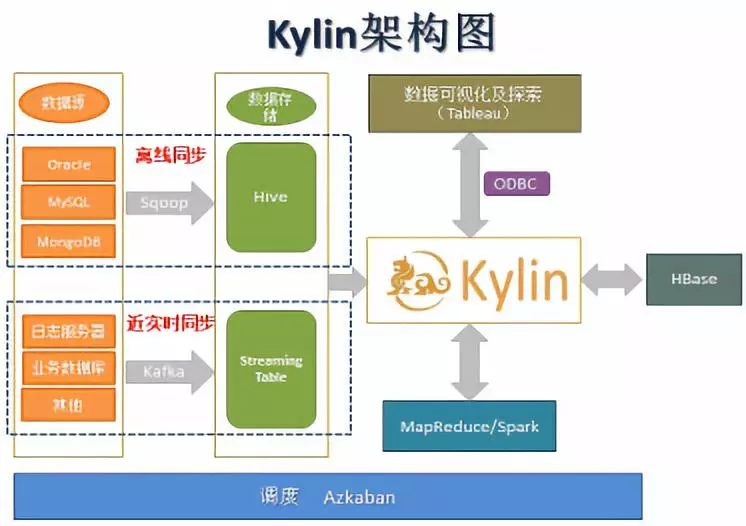 Kylin架构图
数据源
数据存
储
数据可视化及探索
（Tableau）
离线同步
Oracle
MySQL
MongoDB
Sqoop
Hive
ODBC
Kylin
HBase
近实时同步
日志服务器
业务数据库
其他
Kafka
Streaming
Table
MapReduce/Spark
调度 Azkaban